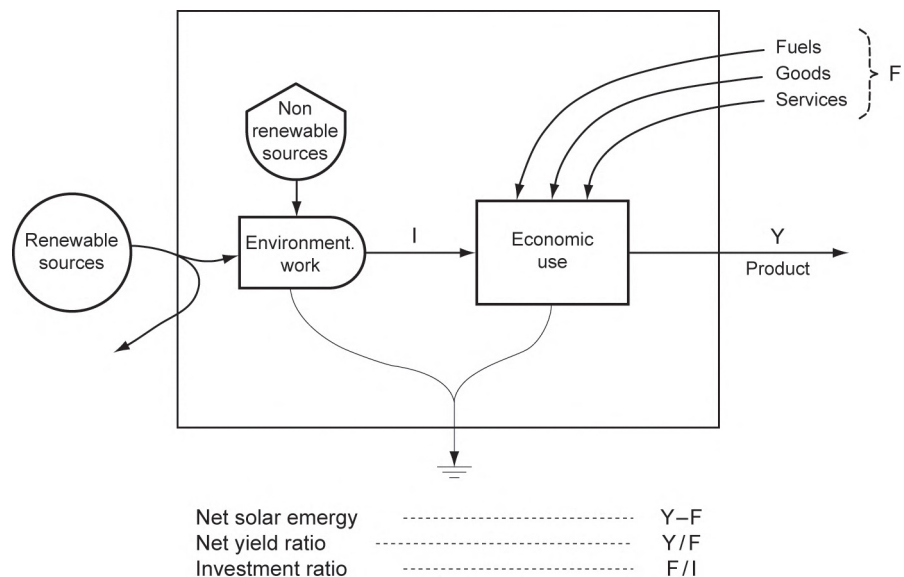 Fuels
Goods
Services
F
Non
renewable
sources
Renewable
sources
Environment.
work
I
Economic
use
Y
Product
Net solar emergy Y–F
Net yield ratio Y/F
Investment ratio F/I